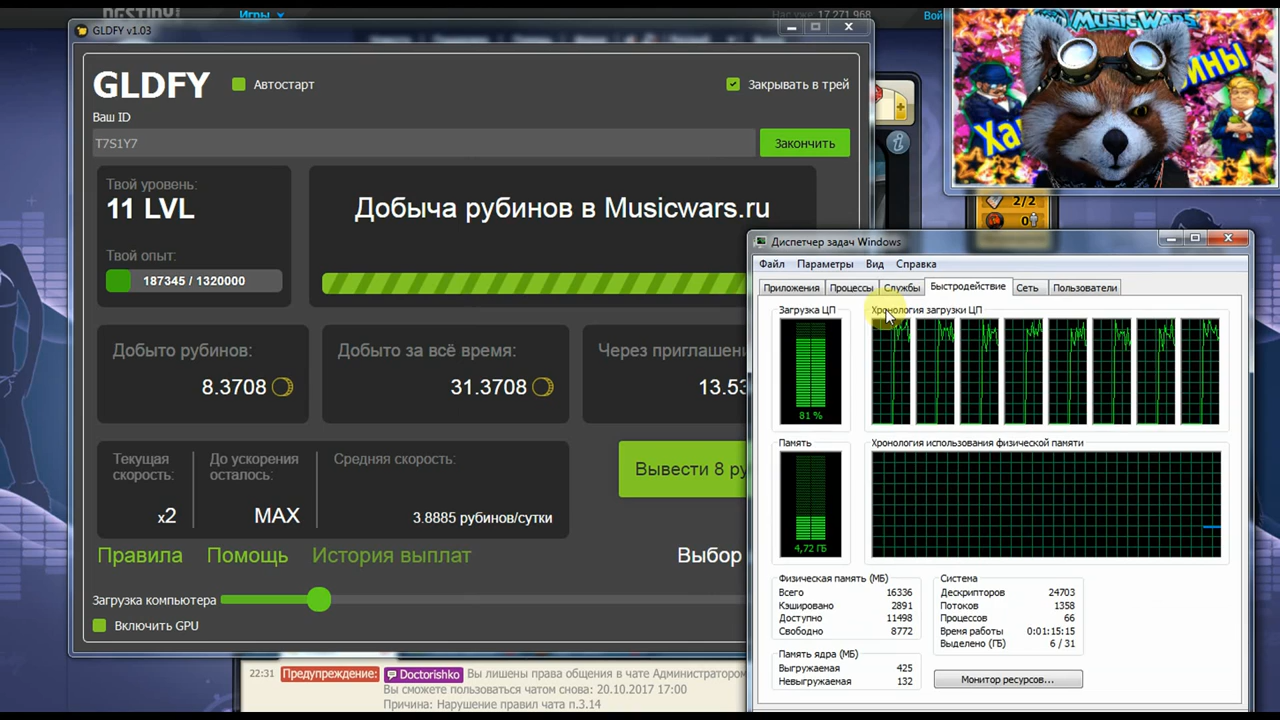 Игры
Нас уже: 17 271 968
GLDFY v1.03
GLDFY
Автостарт
Закрывать в трей
Ваш ID
T7S1Y7
Закончить
Твой уровень:
11 LVL
Твой опыт:
187345 / 1320000
Добыча рубинов в Musicwars.ru
Добыто рубинов:
8.3708
Добыто за всё время:
31.3708
Через приглашени
13.53
Текущая
скорость:
x2
До ускорения
осталось:
MAX
Средняя скорость:
3.8885 рубинов/сутки
Вывести 8 ру
Правила
Помощь
История выплат
Выбор
Загрузка компьютера
Включить GPU
22:31 Предупреждение: Doctorishko Вы лишены права общения в чате Администратором
Вы сможете пользоваться чатом снова: 20.10.2017 17:00
Причина: Нарушение правил чата п.3.14
MusicWars
2/2
0
Диспетчер задач Windows
Файл Параметры Вид Справка
Приложения Процессы Службы Быстродействие Сеть Пользователи
Загрузка ЦП
81 %
Хронология загрузки ЦП
Память
4,72 ГБ
Хронология использования физической памяти
Физическая память (МБ)
Всего 16336
Кэшировано 2891
Доступно 11498
Свободно 8772
Память ядра (МБ)
Выгружаемая 425
Невыгружаемая 132
Система
Дескрипторов 24703
Потоков 1358
Процессов 66
Время работы 0:01:15:15
Выделено (ГБ) 6 / 31
Монитор ресурсов...